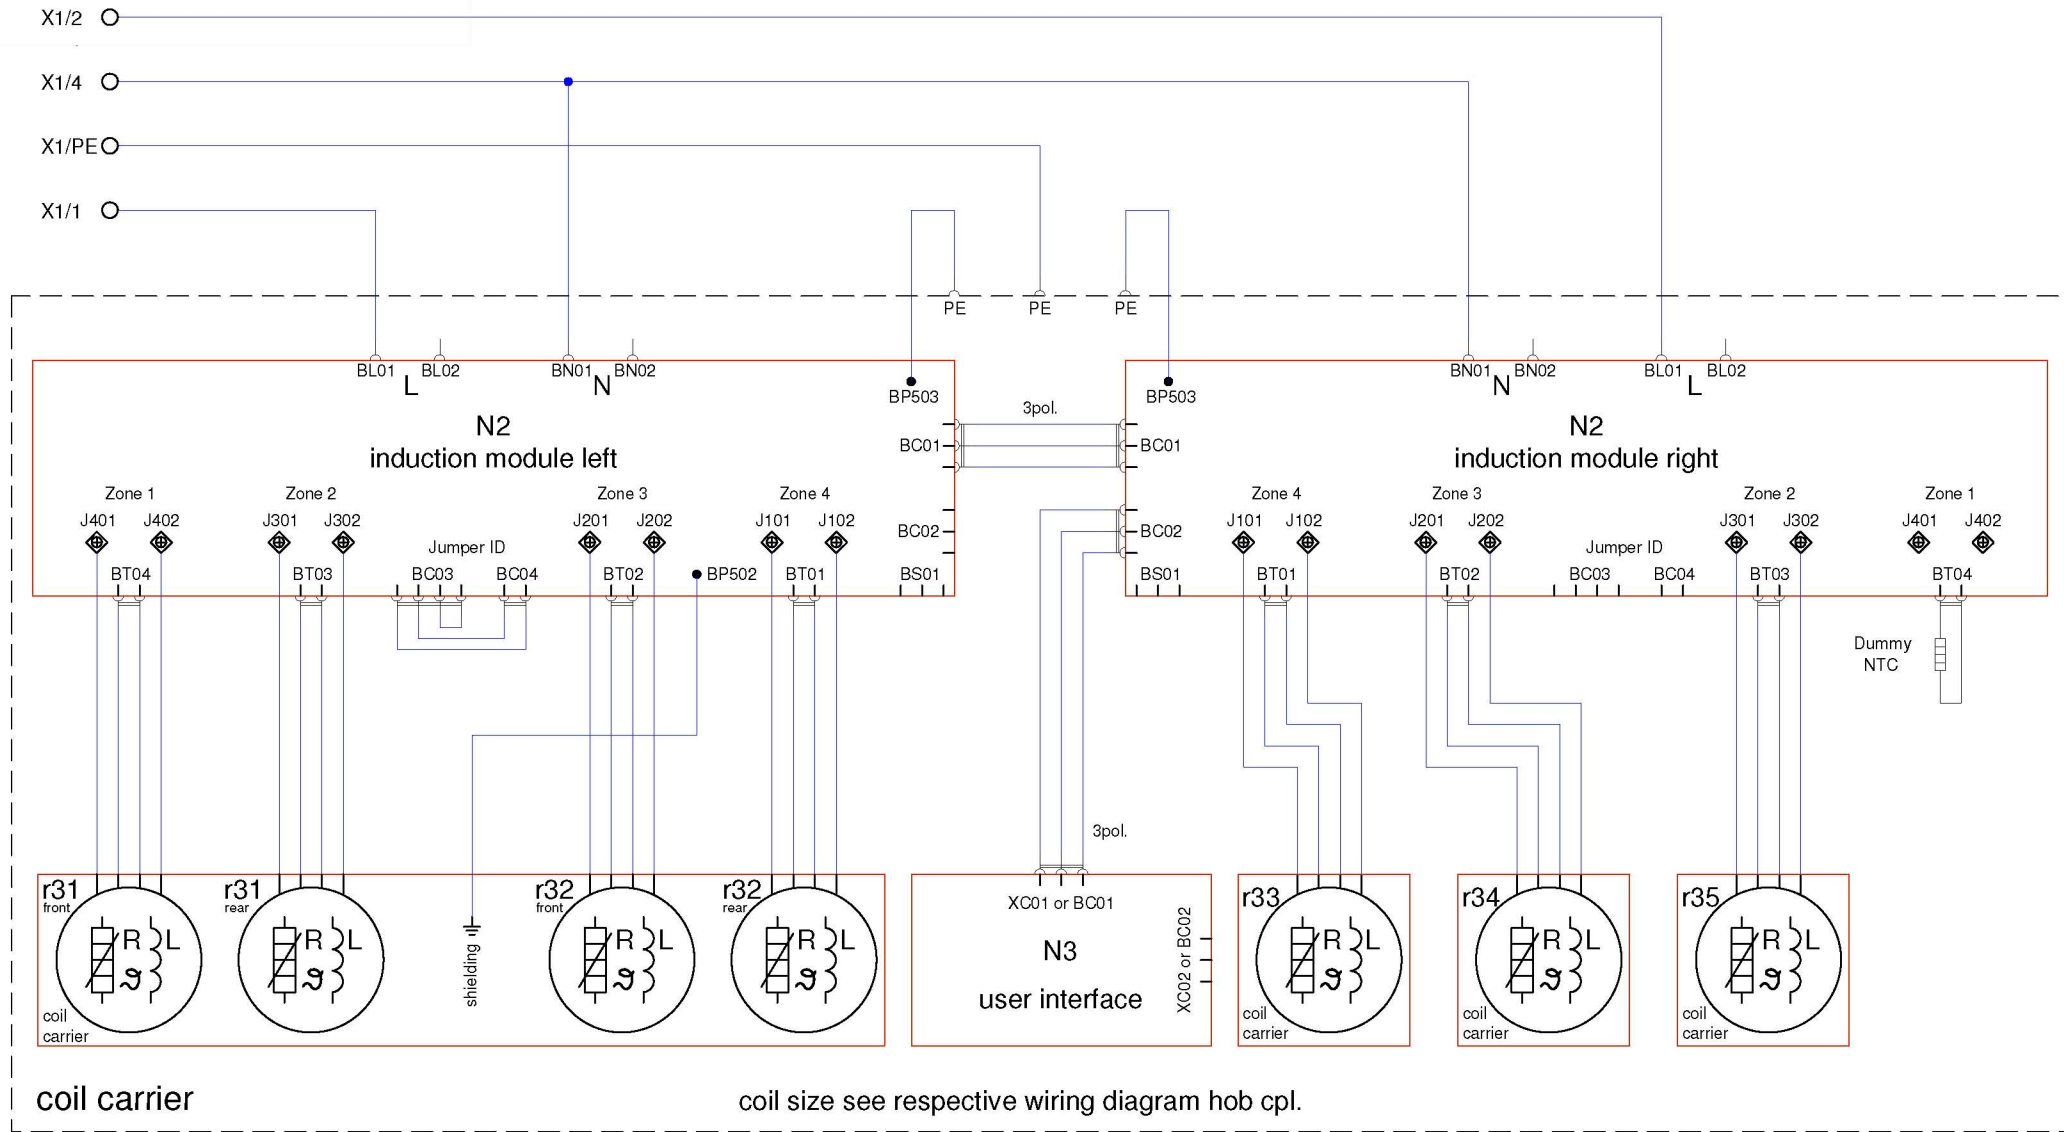 X1/2
X1/4
X1/PE
X1/1
PE PE PE
BL01 BL02 BN01 BN02
L N
BP503
N2
induction module left
BC01
3pol.
BN01 BN02 BL01 BL02
N L
BP503
N2
induction module right
BC01
Zone 1 Zone 2 Zone 3 Zone 4
J401 J402 J301 J302 J201 J202 J101 J102
BC02
Jumper ID
BT04 BT03 BC03 BC04 BT02 BP502 BT01 BS01
Zone 4 Zone 3 Zone 2 Zone 1
BC02
J101 J102 J201 J202 J301 J302 J401 J402
Jumper ID
BS01 BT01 BT02 BC03 BC04 BT03 BT04
Dummy
NTC
3pol.
r31
front
R L
ϑ
coil
carrier
r31
rear
R L
ϑ
shielding
r32
front
R L
ϑ
r32
rear
R L
ϑ
XC01 or BC01
N3
user interface
XC02 or BC02
r33
R L
ϑ
coil
carrier
r34
R L
ϑ
coil
carrier
r35
R L
ϑ
coil
carrier
coil carrier
coil size see respective wiring diagram hob cpl.